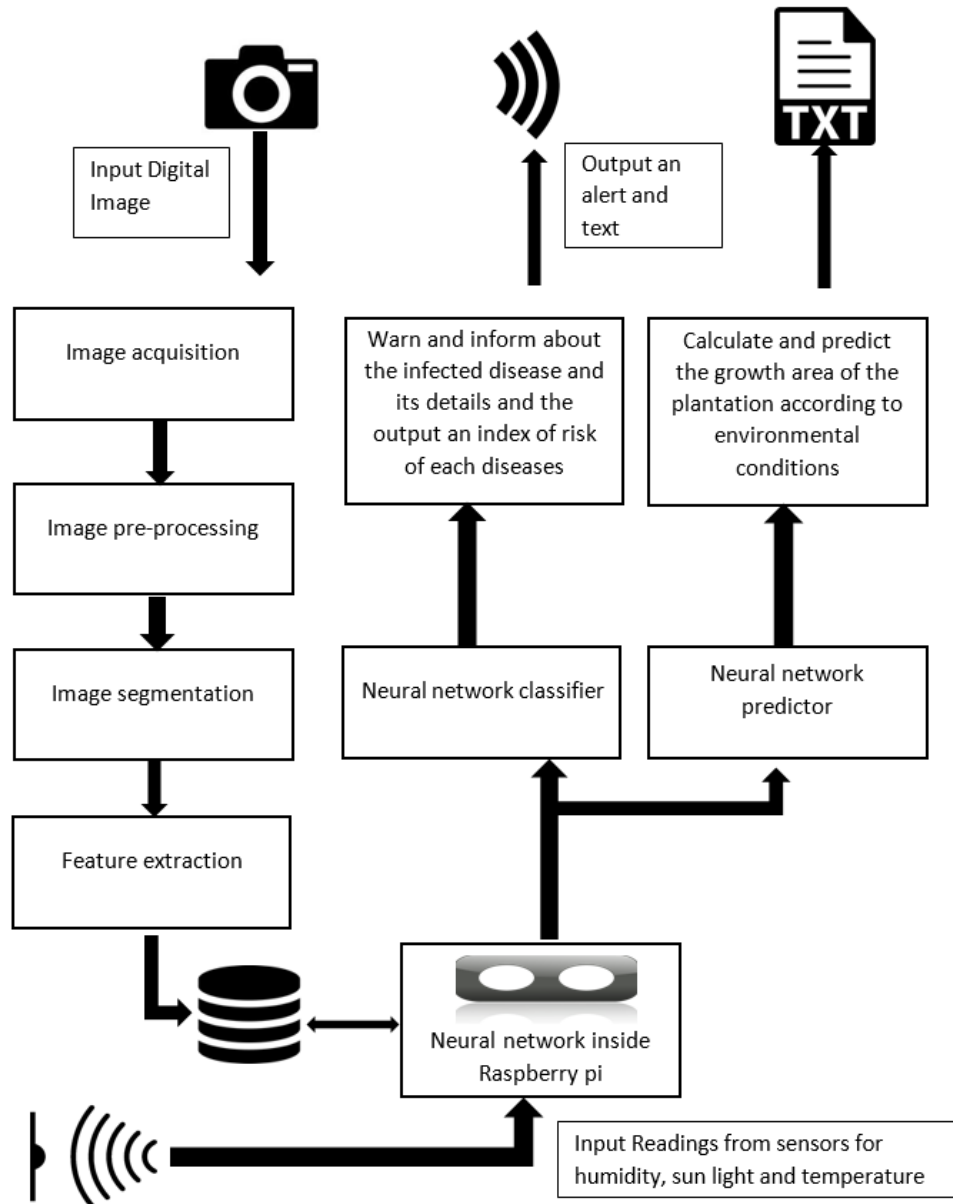 TXT
Input Digital
Image
Output an
alert and
text
Image acquisition
Warn and inform about
the infected disease and
its details and the
output an index of risk
of each diseases
Calculate and predict
the growth area of the
plantation according to
environmental
conditions
Image pre-processing
Image segmentation
Neural network classifier
Neural network
predictor
Feature extraction
Neural network inside
Raspberry pi
Input Readings from sensors for
humidity, sun light and temperature